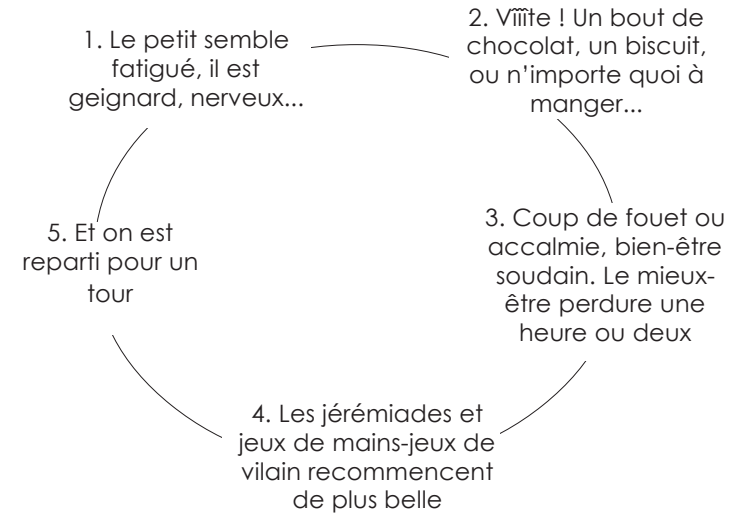 1. Le petit semble
fatigué, il est
geignard, nerveux...
2. Vîîîte ! Un bout de
chocolat, un biscuit,
ou n’importe quoi à
manger...
3. Coup de fouet ou
accalmie, bien-être
soudain. Le mieux-
être perdure une
heure ou deux
4. Les jérémiades et
jeux de mains-jeux de
vilain recommencent
de plus belle
5. Et on est
reparti pour un
tour